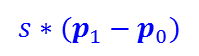 s * (p₁ − p₀)